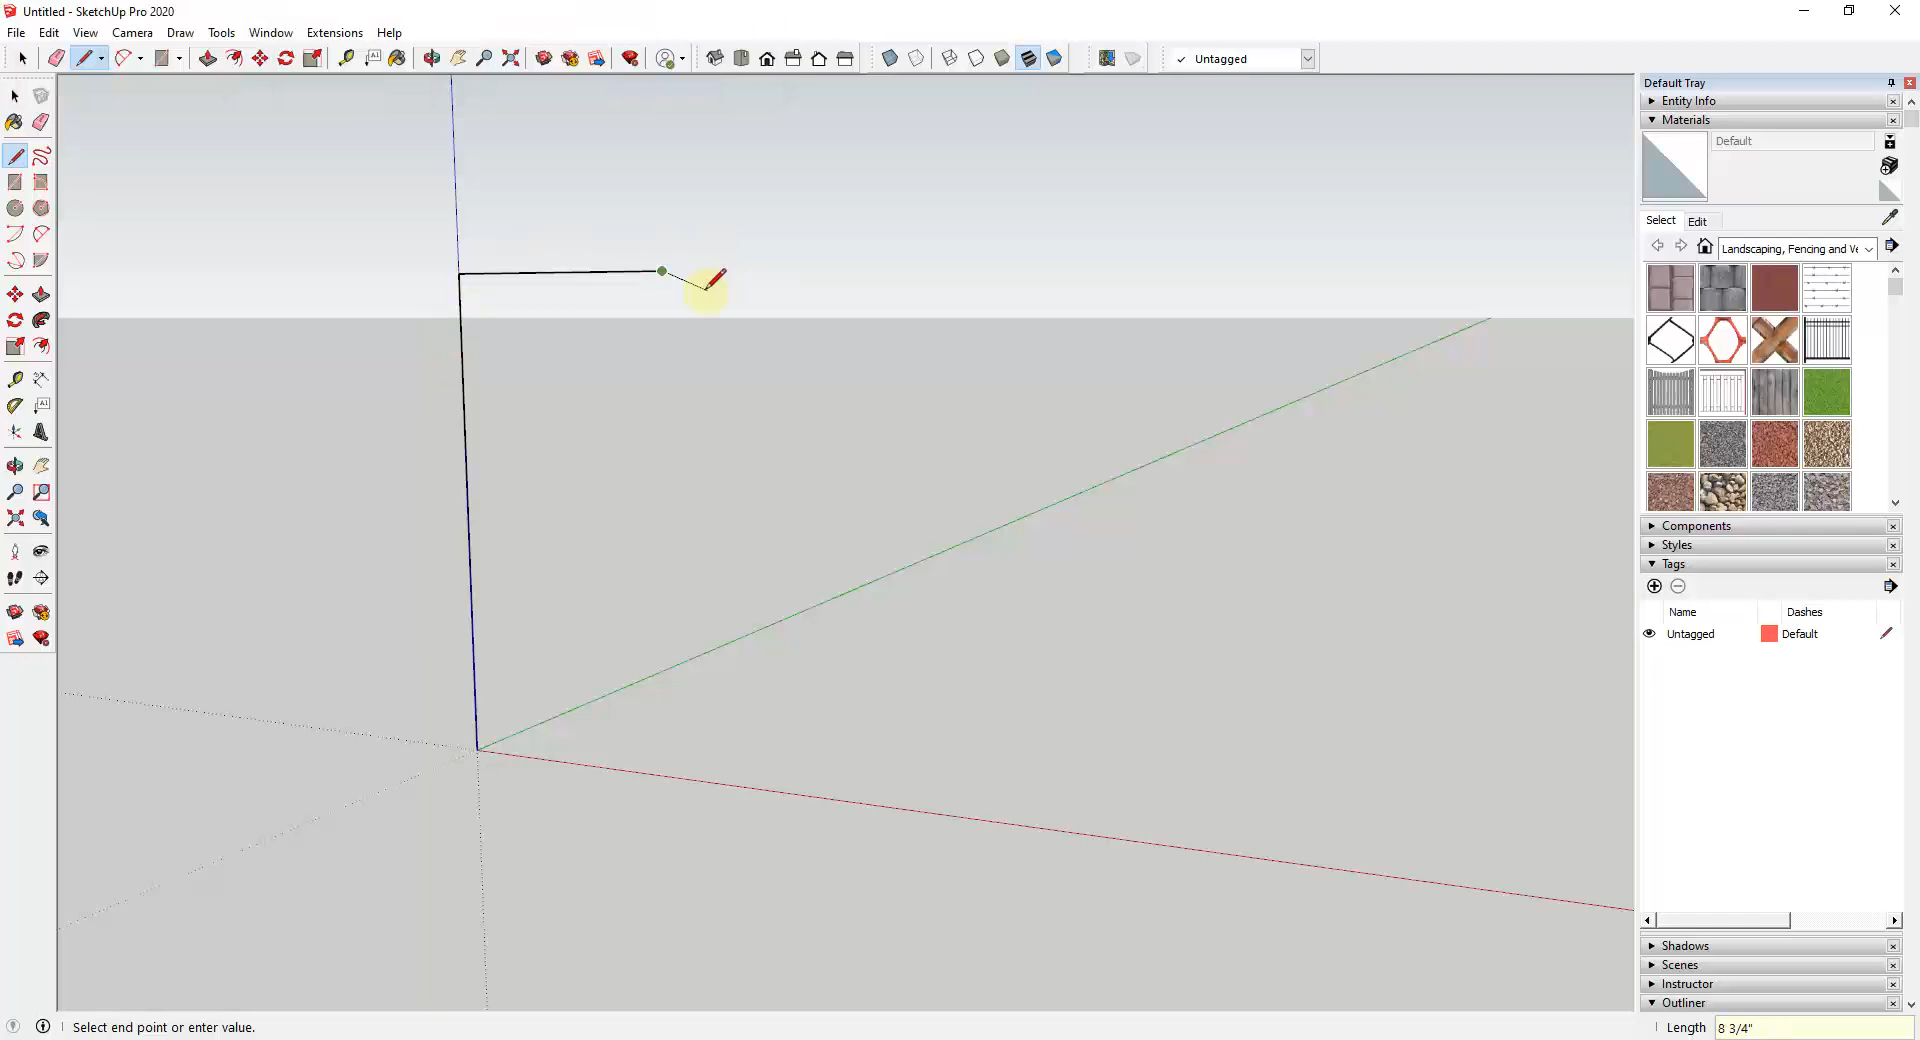 Untitled - SketchUp Pro 2020
File Edit View Camera Draw Tools Window Extensions Help
Untagged
Default Tray
Entity Info
Materials
Default
Select Edit
Landscaping, Fencing and Ve
Components
Styles
Tags
Name Dashes
Untagged Default
Shadows
Scenes
Instructor
Outliner
Select end point or enter value.
Length 8 3/4"